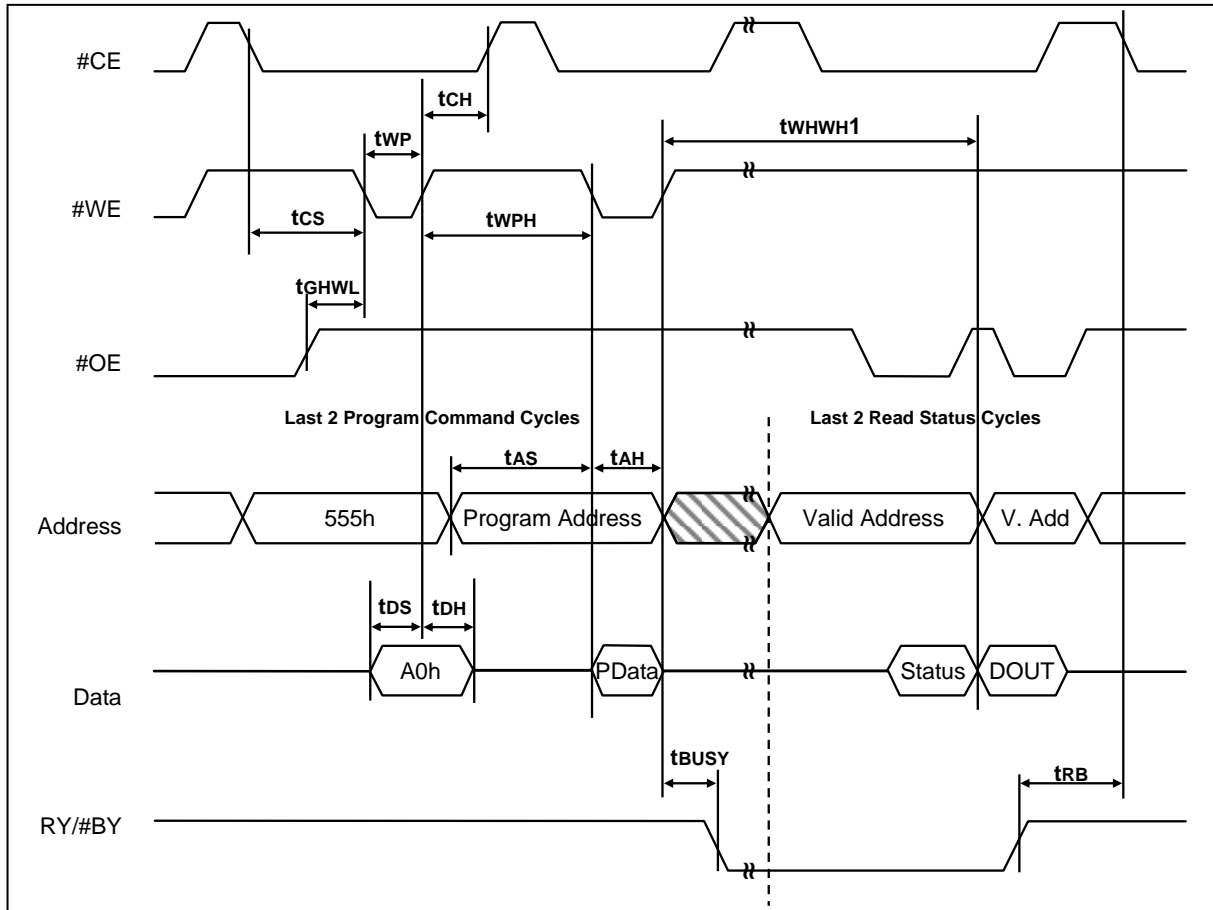 #CE
tCH
tWHWH1
tWP
#WE
tCS
tWPH
tGHWL
#OE
Last 2 Program Command Cycles
Last 2 Read Status Cycles
tAS
tAH
Address
555h
Program Address
Valid Address
V. Add
tDS
tDH
Data
A0h
PData
Status
DOUT
tBUSY
tRB
RY/#BY